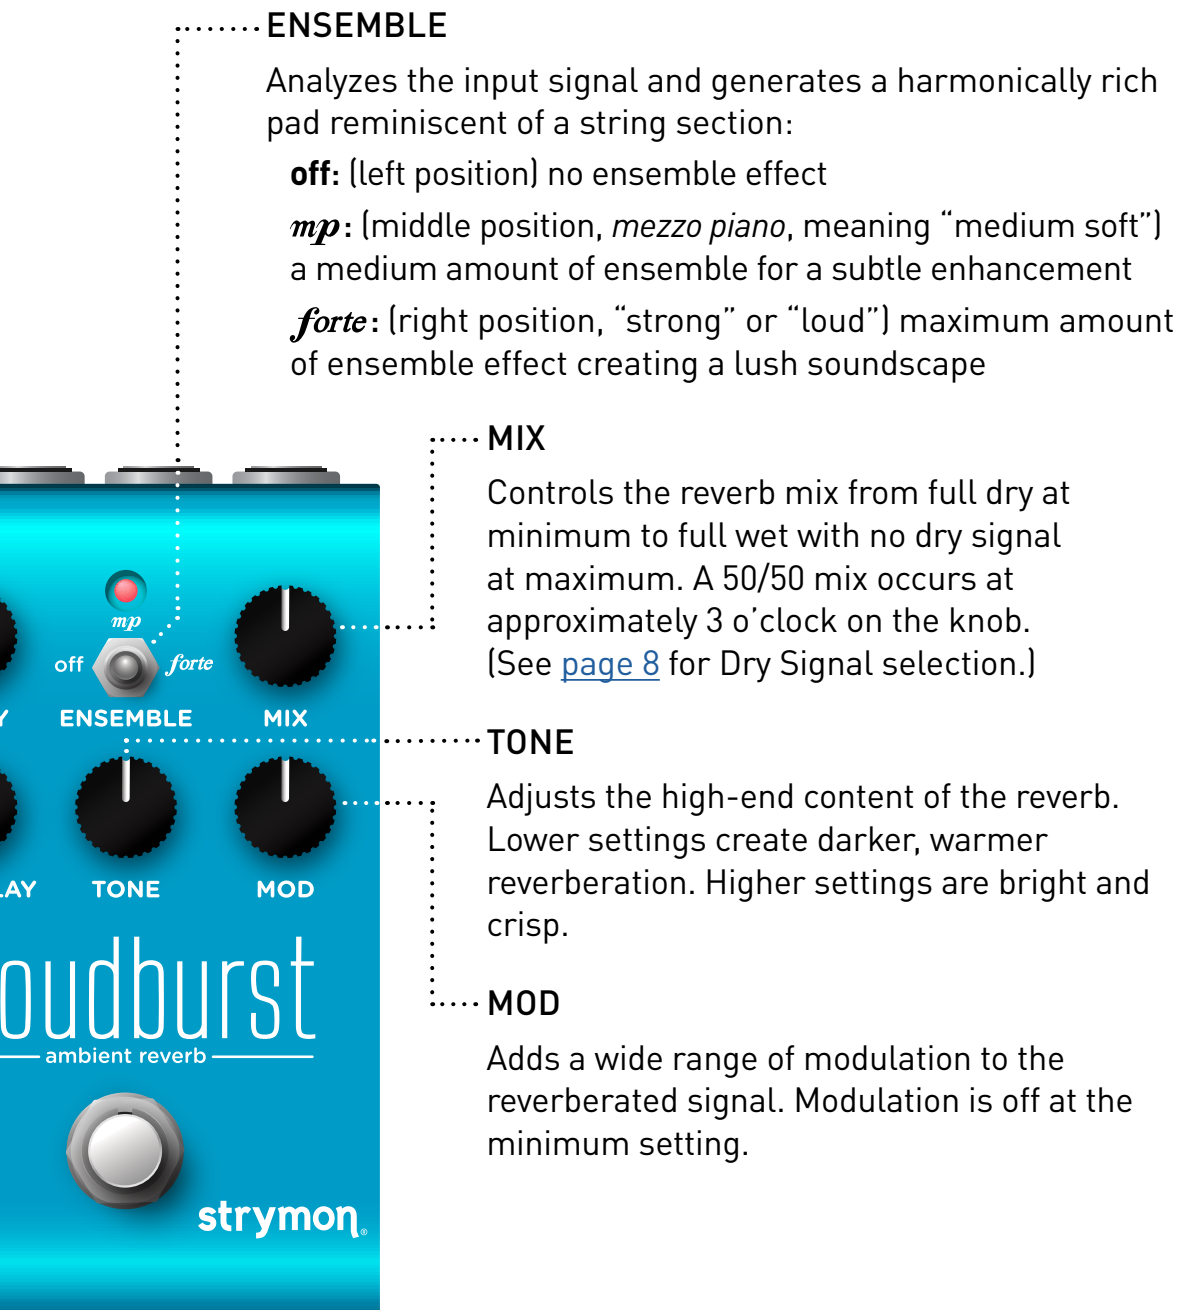 ENSEMBLE
Analyzes the input signal and generates a harmonically rich
pad reminiscent of a string section:
off: (left position) no ensemble effect
mp: (middle position, mezzo piano, meaning “medium soft”)
a medium amount of ensemble for a subtle enhancement
forte: (right position, “strong” or “loud”) maximum amount
of ensemble effect creating a lush soundscape
MIX
Controls the reverb mix from full dry at
minimum to full wet with no dry signal
at maximum. A 50/50 mix occurs at
approximately 3 o’clock on the knob.
(See page 8 for Dry Signal selection.)
TONE
Adjusts the high-end content of the reverb.
Lower settings create darker, warmer
reverberation. Higher settings are bright and
crisp.
MOD
Adds a wide range of modulation to the
reverberated signal. Modulation is off at the
minimum setting.
mp
off forte
Y ENSEMBLE MIX
LAY TONE MOD
oudburst
ambient reverb
strymon®